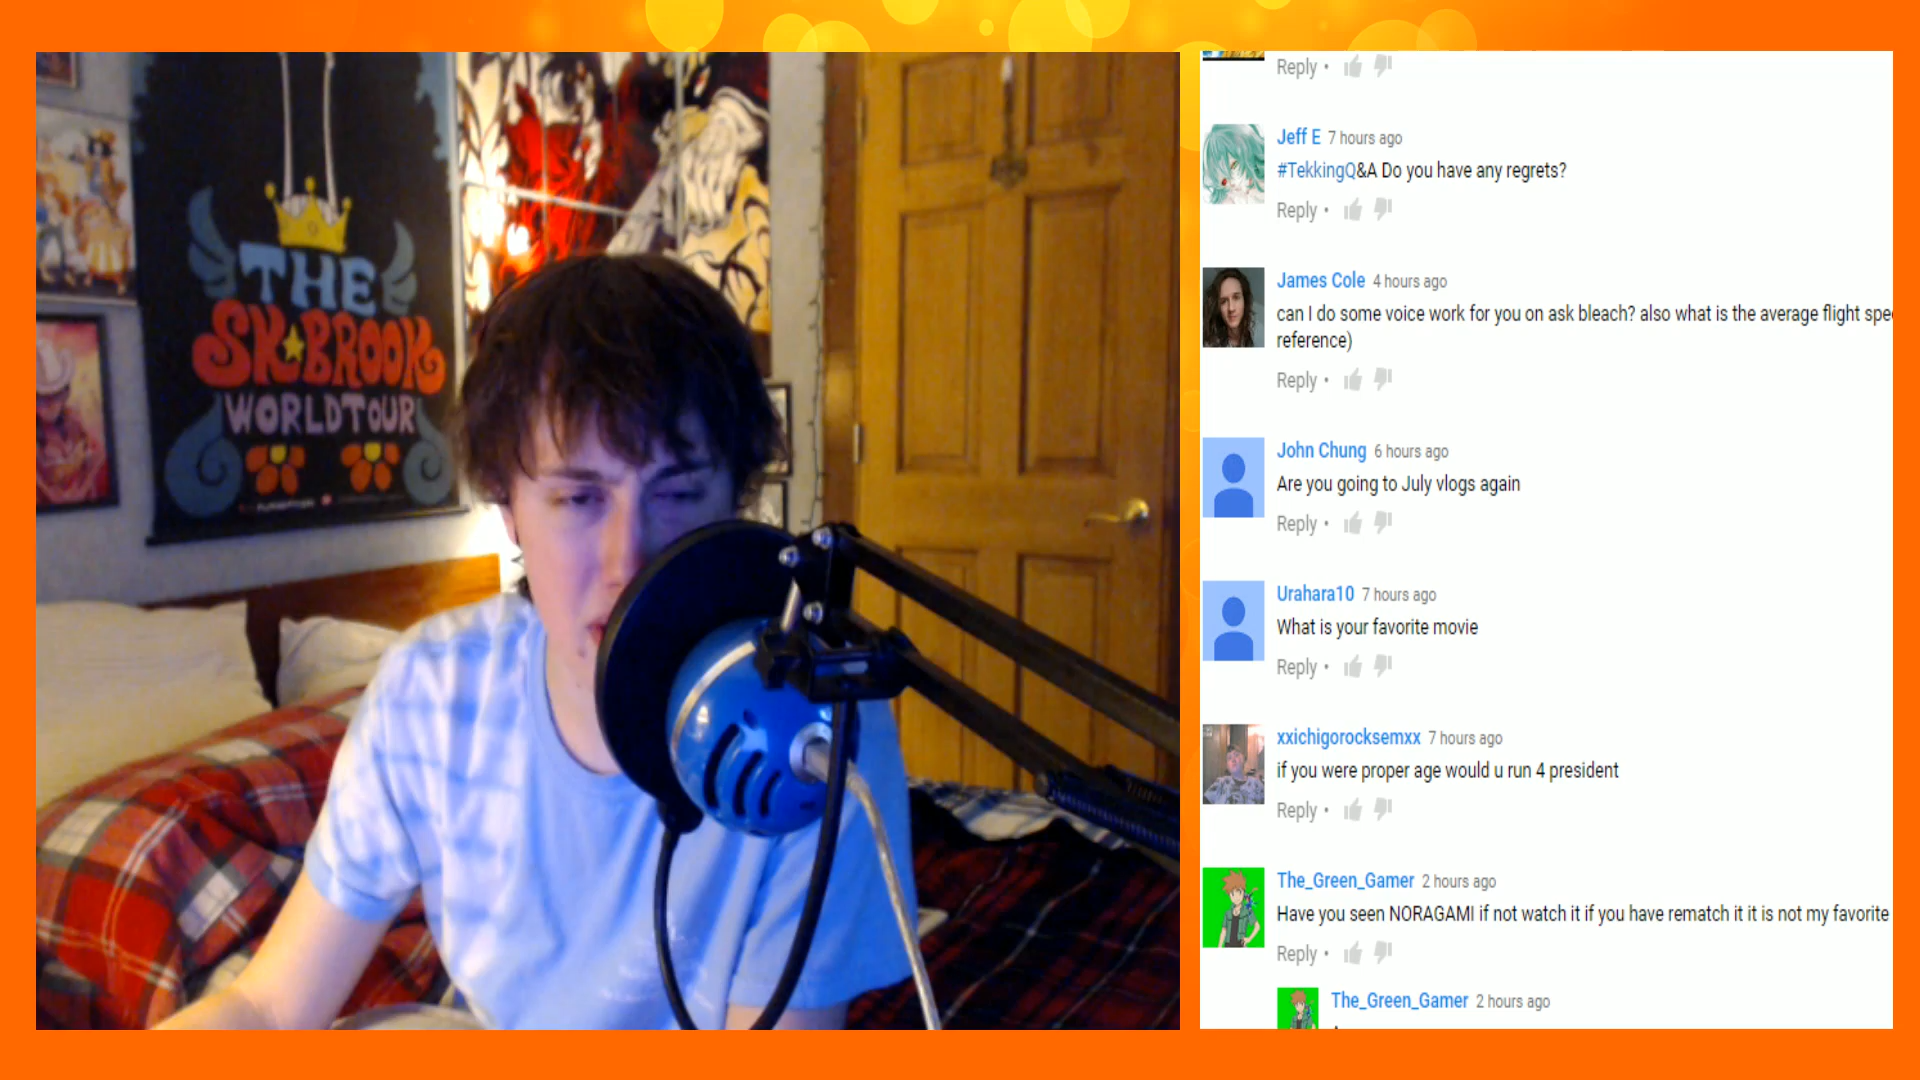 THE
SK★BROOK
WORLD TOUR
Reply •
Jeff E 7 hours ago
#TekkingQ&A Do you have any regrets?
Reply •
James Cole 4 hours ago
can I do some voice work for you on ask bleach? also what is the average flight spe
reference)
Reply •
John Chung 6 hours ago
Are you going to July vlogs again
Reply •
Urahara10 7 hours ago
What is your favorite movie
Reply •
xxichigorocksemxx 7 hours ago
if you were proper age would u run 4 president
Reply •
The_Green_Gamer 2 hours ago
Have you seen NORAGAMI if not watch it if you have rematch it it is not my favorite
Reply •
The_Green_Gamer 2 hours ago